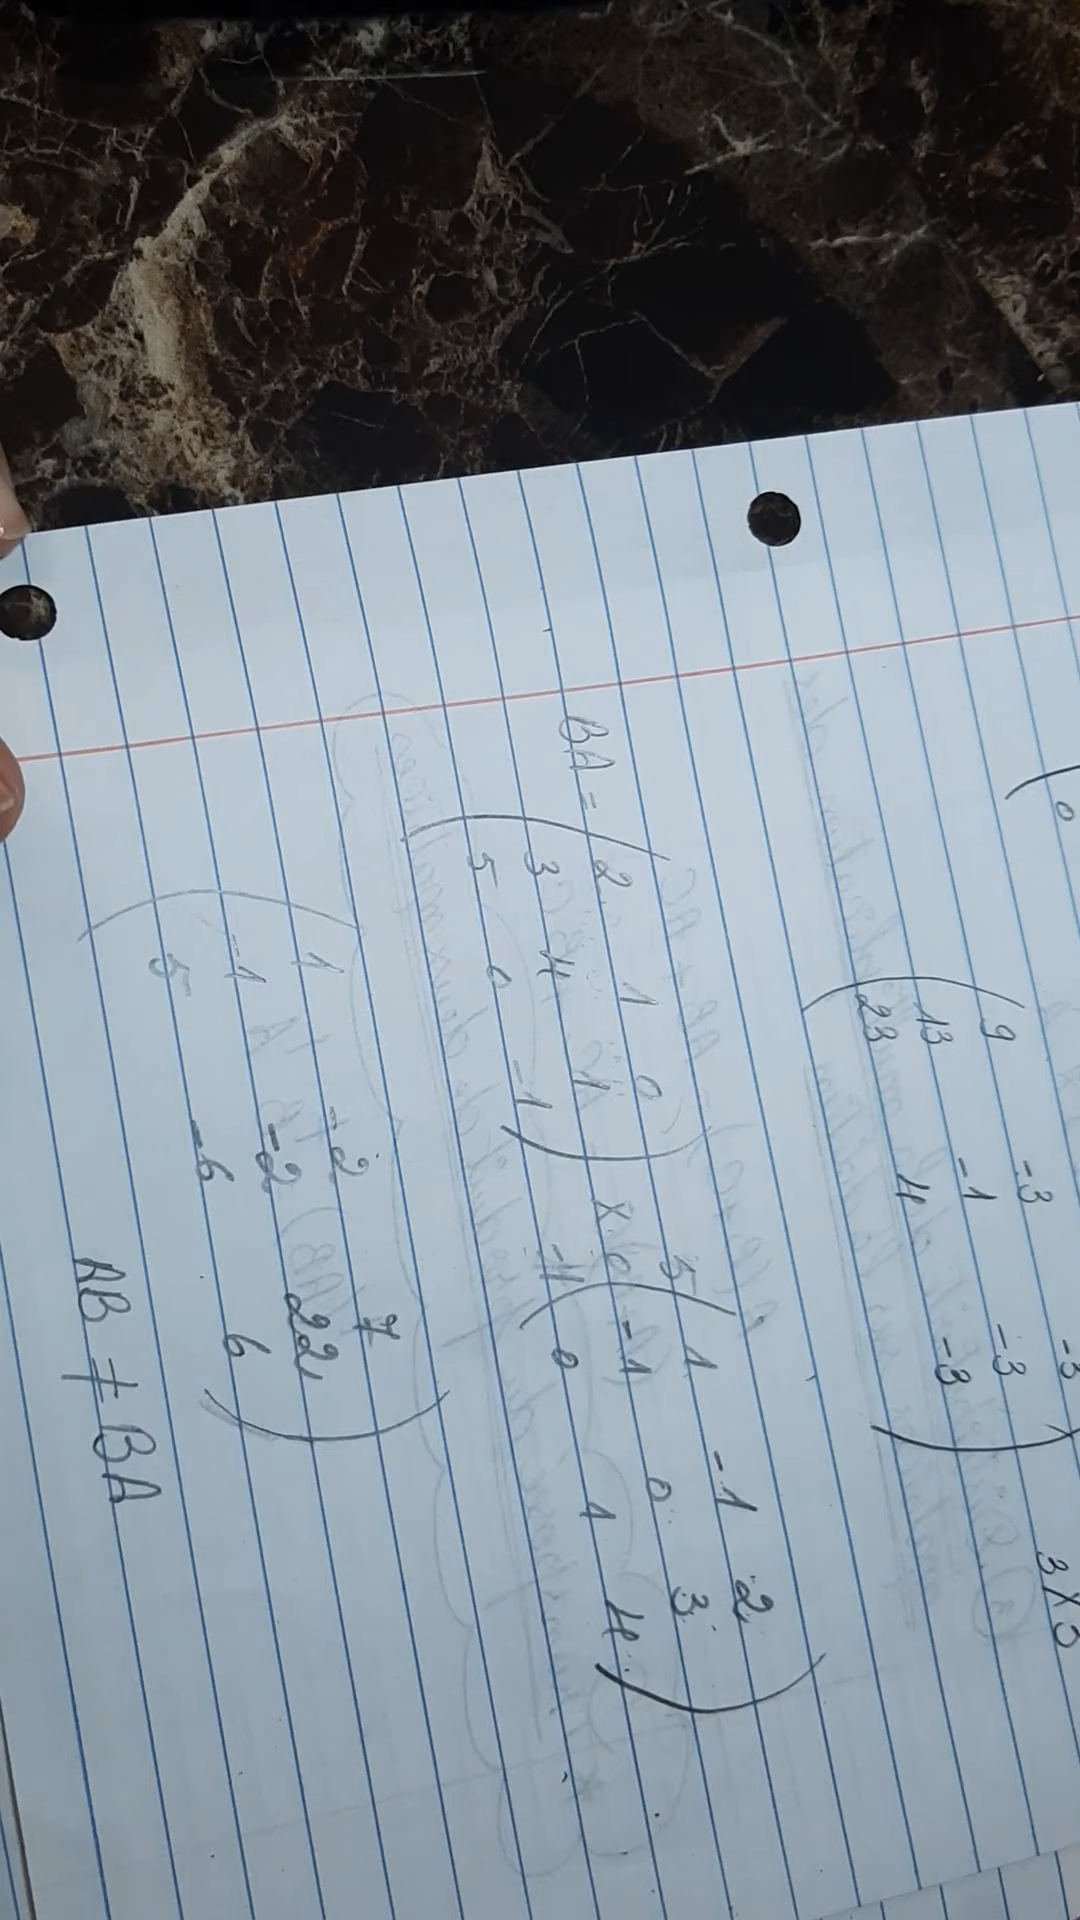 ( 0
9 -3 -3 3X3
13 -1 -3
23 4 -3
2 1 0 5 1 -1 2
BA = 3 4 1 X -1 0 3
5 0 -1 -4 0 1 4
1 -2 7
-1 -2 22
5 -6 6
AB ≠ BA